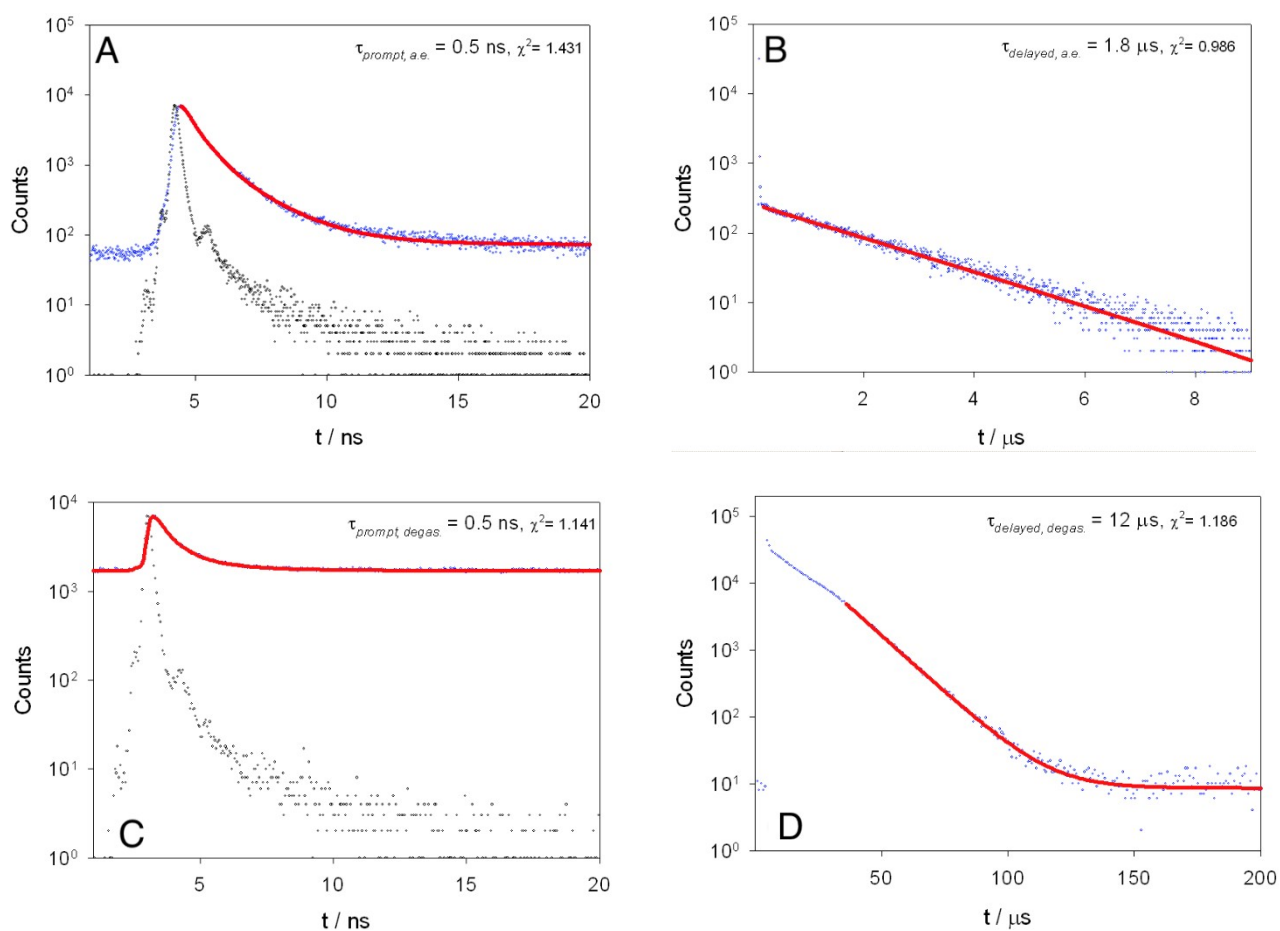 A
τprompt, a.e. = 0.5 ns, χ²= 1.431
10⁵
10⁴
10³
10²
10¹
10⁰
Counts
5
10
15
20
t / ns
B
τdelayed, a.e. = 1.8 μs, χ²= 0.986
10⁵
10⁴
10³
10²
10¹
10⁰
Counts
2
4
6
8
t / μs
C
τprompt, degas. = 0.5 ns, χ²= 1.141
10⁴
10³
10²
10¹
10⁰
Counts
5
10
15
20
t / ns
D
τdelayed, degas. = 12 μs, χ²= 1.186
10⁵
10⁴
10³
10²
10¹
10⁰
Counts
50
100
150
200
t / μs